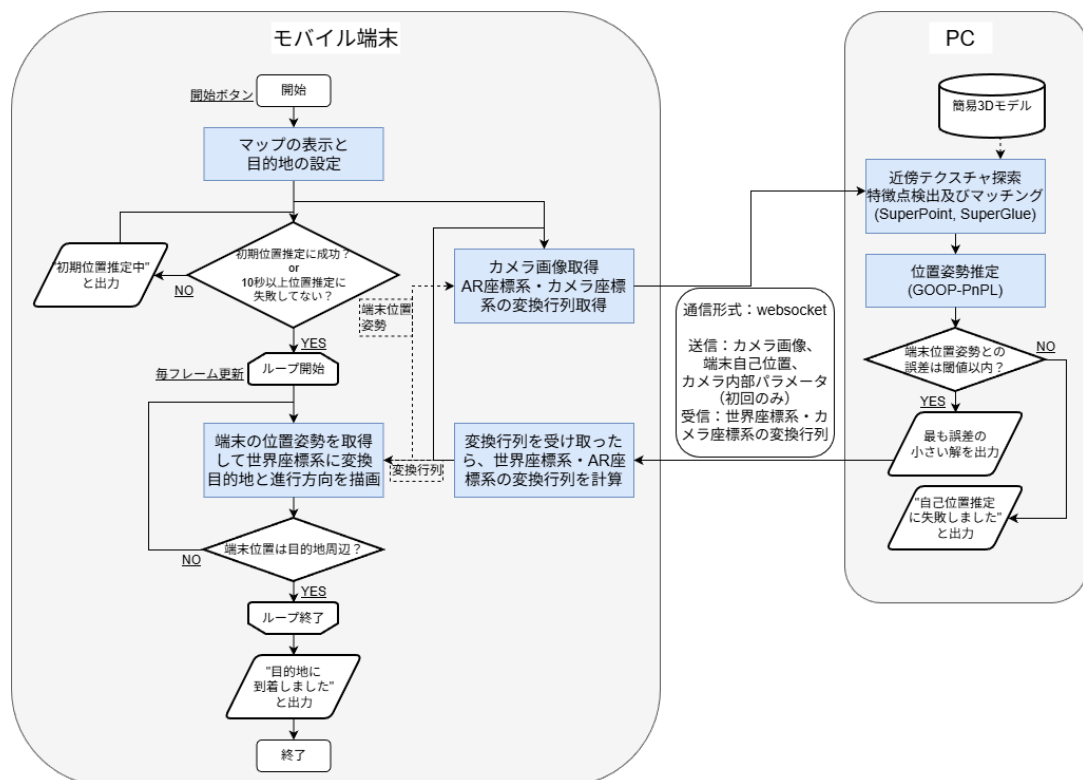 モバイル端末
開始ボタン
開始
マップの表示と
目的地の設定
初期位置推定に成功？
or
10秒以上位置推定に
失敗してない？
NO
"初期位置推定中"
と出力
YES
毎フレーム更新
ループ開始
端末の位置姿勢を取得
して世界座標系に変換
目的地と進行方向を描画
端末位置は目的地周辺？
NO
YES
ループ終了
"目的地に
到着しました"
と出力
終了
カメラ画像取得
AR座標系・カメラ座標
系の変換行列取得
端末位置
姿勢
変換行列を受け取った
ら、世界座標系・AR座
標系の変換行列を計算
変換行列
通信形式：websocket
送信：カメラ画像、
端末自己位置、
カメラ内部パラメータ
（初回のみ）
受信：世界座標系・カ
メラ座標系の変換行列
PC
簡易3Dモデル
近傍テクスチャ探索
特徴点検出及びマッチング
(SuperPoint, SuperGlue)
位置姿勢推定
(GOOP-PnPL)
端末位置姿勢との
誤差は閾値以内？
NO
YES
最も誤差の
小さい解を出力
"自己位置推定
に失敗しました"
と出力